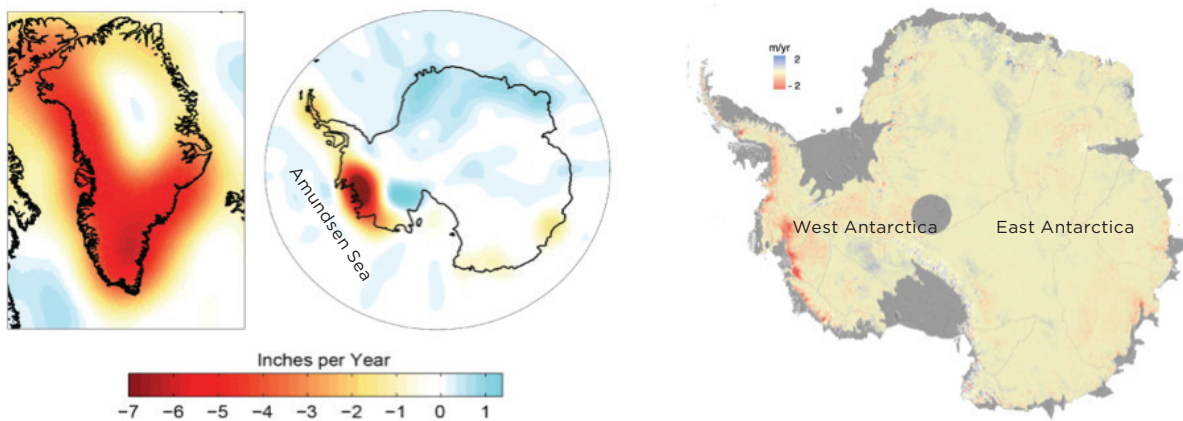 Amundsen Sea
Inches per Year
−7 −6 −5 −4 −3 −2 −1 0 1
m/yr
2
- 2
West Antarctica
East Antarctica